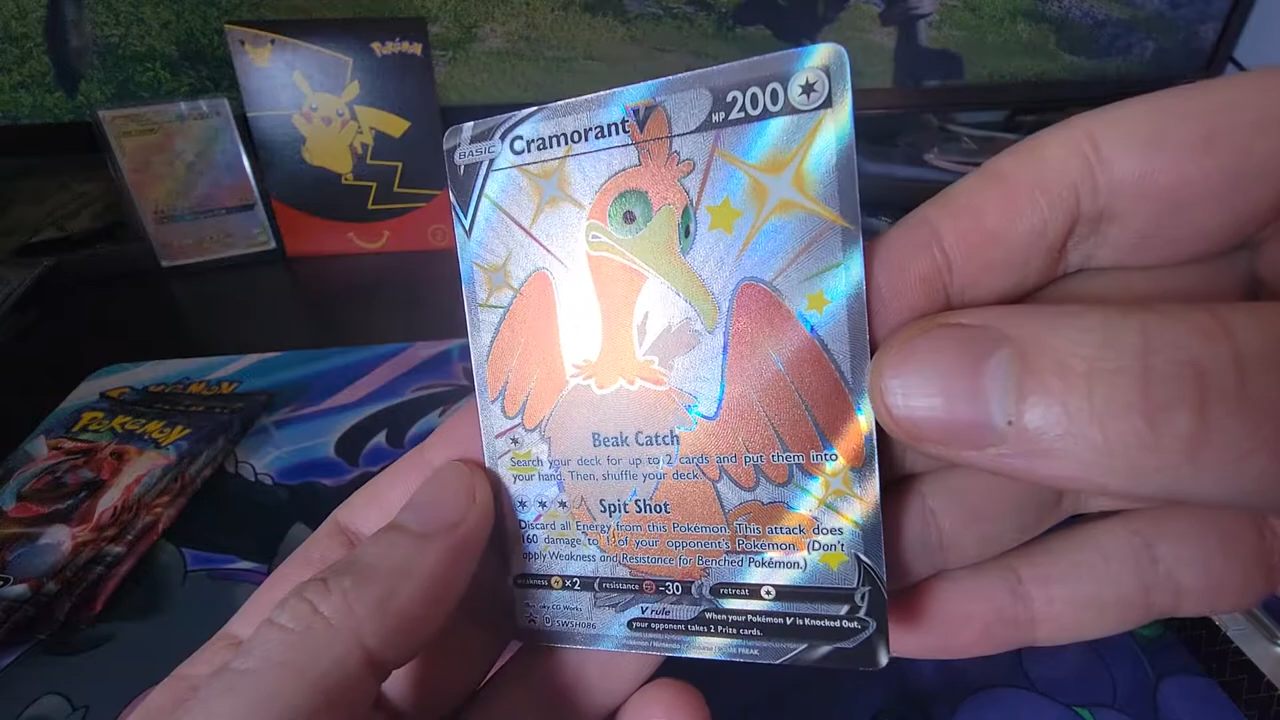 Pokémon
BASIC
Cramorant V
HP 200
Beak Catch
Search your deck for up to 2 cards and put them into
your hand. Then, shuffle your deck.
Spit Shot
Discard all Energy from this Pokémon. This attack does
160 damage to 1 of your opponent's Pokémon. (Don't
apply Weakness and Resistance for Benched Pokémon.)
weakness ×2 resistance -30 retreat
CG Works
D SWSH086
V rule When your Pokémon V is Knocked Out,
your opponent takes 2 Prize cards.
POKÉMON
POKÉMON